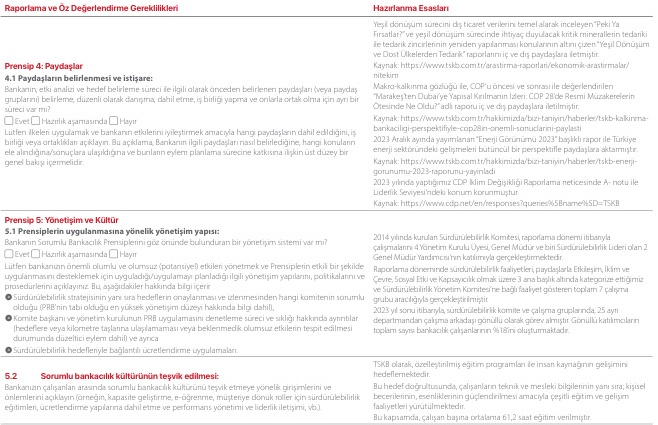 Raporlama ve Öz Değerlendirme Gereklilikleri
Hazırlanma Esasları
Yeşil dönüşüm sürecini dış ticaret verilerini temel alarak inceleyen “Peki Ya
Fırsatlar?” ve yeşil dönüşüm sürecinde ihtiyaç duyulacak kritik minerallerin tedariki
ile tedarik zincirlerinin yeniden yapılanması konularının altını çizen “Yeşil Dönüşüm
ve Dost Ülkelerden Tedarik” raporlarını iç ve dış paydaşlara iletmiştir.
Kaynak: https://www.tskb.com.tr/arastirma-raporlari/ekonomik-arastirmalar/
nitekim
Makro-kalkınma gözlüğü ile, COP’u öncesi ve sonrası ile değerlendirilen
“Marakeş’ten Dubai’ye Yapısal Kırılmanın İzleri: COP 28’de Resmi Müzakerelerin
Ötesinde Ne Oldu?” adlı raporu iç ve dış paydaşlara iletilmiştir.
Kaynak: https://www.tskb.com.tr/hakkimizda/bizi-taniyin/haberler/tskb-kalkinma-
bankaciligi-perspektifiyle-cop28in-onemli-sonuclarini-paylasti
2023 Aralık ayında yayımlanan “Enerji Görünümü 2023” başlıklı rapor ile Türkiye
enerji sektöründeki gelişmeleri bütüncül bir perspektifle paydaşlara aktarmıştır.
Kaynak: https://www.tskb.com.tr/hakkimizda/bizi-taniyin/haberler/tskb-enerji-
gorunumu-2023-raporunu-yayinladi
2023 yılında yaptığımız CDP İklim Değişikliği Raporlama neticesinde A- notu ile
Liderlik Seviyesi’ndeki konum korunmuştur.
Kaynak: https://www.cdp.net/en/responses?queries%5Bname%5D=TSKB
Prensip 4: Paydaşlar
4.1 Paydaşların belirlenmesi ve istişare:
Bankanın, etki analizi ve hedef belirleme süreci ile ilgili olarak önceden belirlenen paydaşları (veya paydaş
gruplarını) belirleme, düzenli olarak danışma, dahil etme, iş birliği yapma ve onlarla ortak olma için ayrı bir
süreci var mı?
Evet Hazırlık aşamasında Hayır
Lütfen ilkeleri uygulamak ve bankanın etkilerini iyileştirmek amacıyla hangi paydaşların dahil edildiğini, iş
birliği veya ortaklıkları açıklayın. Bu açıklama, Bankanın ilgili paydaşları nasıl belirlediğine, hangi konuların
ele alındığına/sonuçlara ulaşıldığına ve bunların eylem planlama sürecine katkısına ilişkin üst düzey bir
genel bakışı içermelidir.
Prensip 5: Yönetişim ve Kültür
5.1 Prensiplerin uygulanmasına yönelik yönetişim yapısı:
Bankanın Sorumlu Bankacılık Prensiplerini göz önünde bulunduran bir yönetişim sistemi var mı?
Evet Hazırlık aşamasında Hayır
Lütfen bankanızın önemli olumlu ve olumsuz (potansiyel) etkileri yönetmek ve Prensiplerin etkili bir şekilde
uygulanmasını desteklemek için uyguladığı/uygulamayı planladığı ilgili yönetişim yapılarını, politikalarını ve
prosedürlerini açıklayınız. Bu, aşağıdakiler hakkında bilgi içerir
Sürdürülebilirlik stratejisinin yanı sıra hedeflerin onaylanması ve izlenmesinden hangi komitenin sorumlu
olduğu (PRB'nin tabi olduğu en yüksek yönetişim düzeyi hakkında bilgi dahil),
Komite başkanı ve yönetim kurulunun PRB uygulamasını denetleme süreci ve sıklığı hakkında ayrıntılar
(hedeflere veya kilometre taşlarına ulaşılamaması veya beklenmedik olumsuz etkilerin tespit edilmesi
durumunda düzeltici eylem dahil) ve ayrıca
Sürdürülebilirlik hedefleriyle bağlantılı ücretlendirme uygulamaları.
2014 yılında kurulan Sürdürülebilirlik Komitesi, raporlama dönemi itibarıyla
çalışmalarını 4 Yönetim Kurulu Üyesi, Genel Müdür ve biri Sürdürülebilirlik Lideri olan 2
Genel Müdür Yardımcısı’nın katılımıyla gerçekleştirmektedir.
Raporlama döneminde sürdürülebilirlik faaliyetleri, paydaşlarla Etkileşim, İklim ve
Çevre, Sosyal Etki ve Kapsayıcılık olmak üzere 3 ana başlık altında kategorize ettiğimiz
ve Sürdürülebilirlik Yönetim Komitesi’ne bağlı faaliyet gösteren toplam 7 çalışma
grubu aracılığıyla gerçekleştirilmiştir.
2023 yıl sonu itibarıyla, sürdürülebilirlik komite ve çalışma gruplarında, 25 ayrı
departmandan çalışma arkadaşı gönüllü olarak görev almıştır. Gönüllü katılımcıların
toplam sayısı bankacılık çalışanlarının %18’ini oluşturmaktadır.
5.2 Sorumlu bankacılık kültürünün teşvik edilmesi:
Bankanızın çalışanları arasında sorumlu bankacılık kültürünü teşvik etmeye yönelik girişimlerini ve
önlemlerini açıklayın (örneğin, kapasite geliştirme, e-öğrenme, müşteriye dönük roller için sürdürülebilirlik
eğitimleri, ücretlendirme yapılarına dahil etme ve performans yönetimi ve liderlik iletişimi, vb.).
TSKB olarak, özelleştirilmiş eğitim programları ile insan kaynağının gelişimini
hedeflemektedir.
Bu hedef doğrultusunda, çalışanların teknik ve mesleki bilgilerinin yanı sıra; kişisel
becerilerinin, esenliklerinin güçlendirilmesi amacıyla çeşitli eğitim ve gelişim
faaliyetleri yürütülmektedir.
Bu kapsamda, çalışan başına ortalama 61,2 saat eğitim verilmiştir.